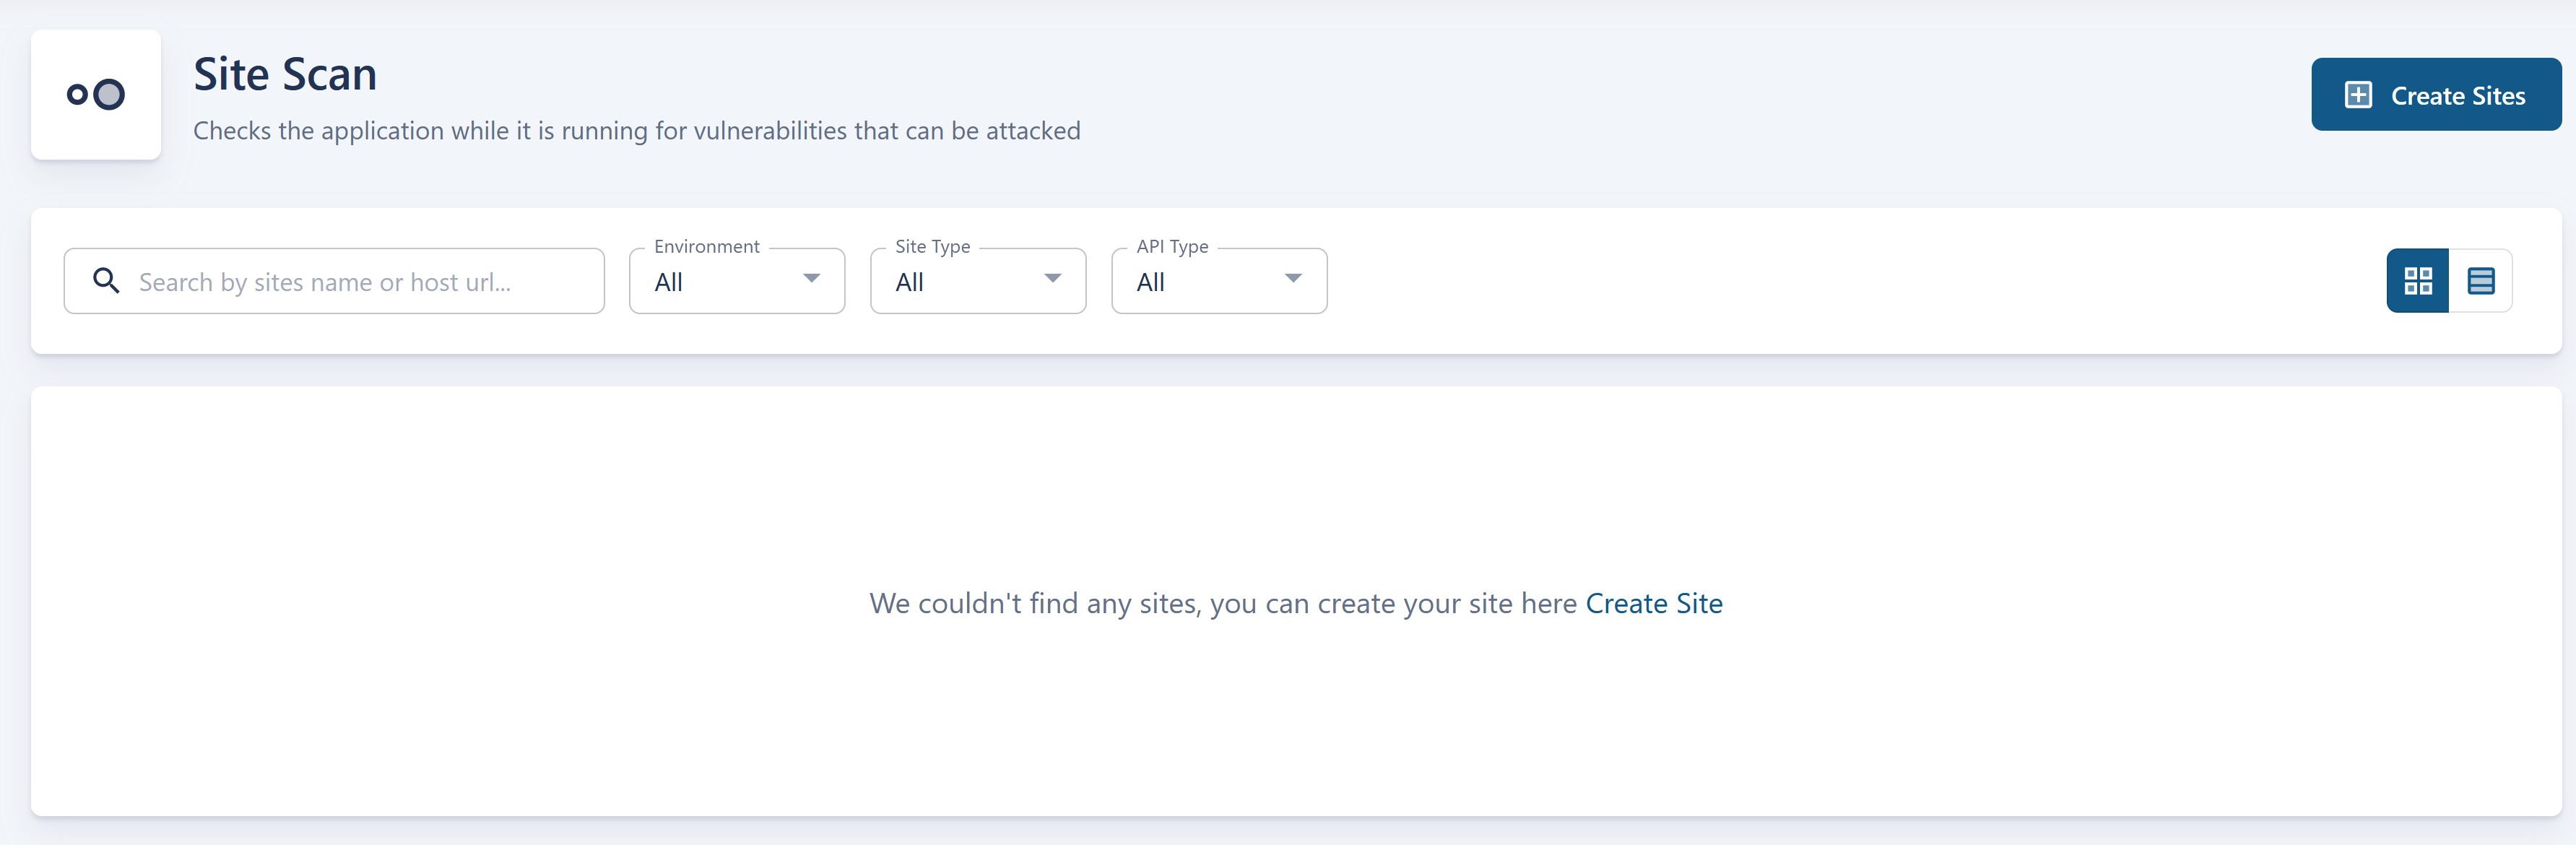 Site Scan
Checks the application while it is running for vulnerabilities that can be attacked
Create Sites
Search by sites name or host url...
Environment
All
Site Type
All
API Type
All
We couldn't find any sites, you can create your site here Create Site